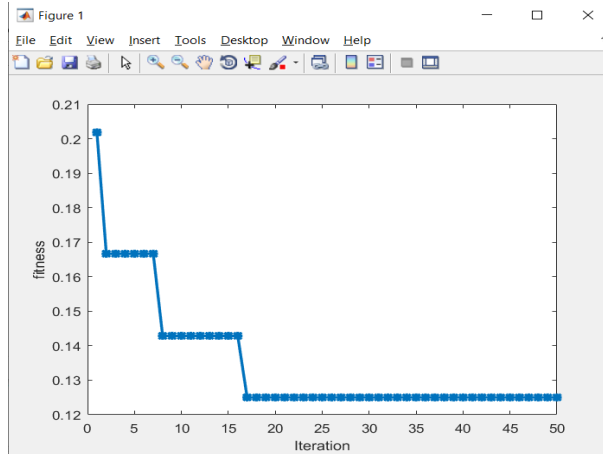 Figure 1
File Edit View Insert Tools Desktop Window Help
0.21
0.2
0.19
0.18
0.17
0.16
0.15
0.14
0.13
0.12
fitness
0 5 10 15 20 25 30 35 40 45 50
Iteration